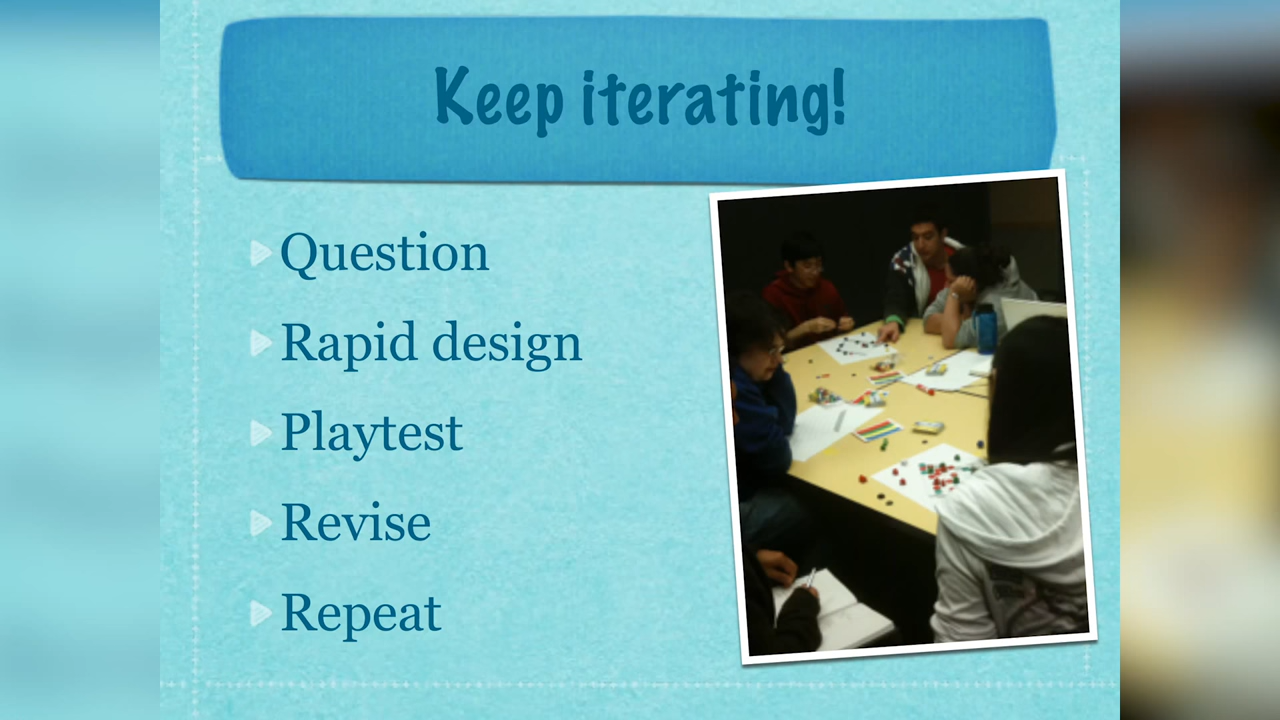 Keep iterating!
Question
Rapid design
Playtest
Revise
Repeat